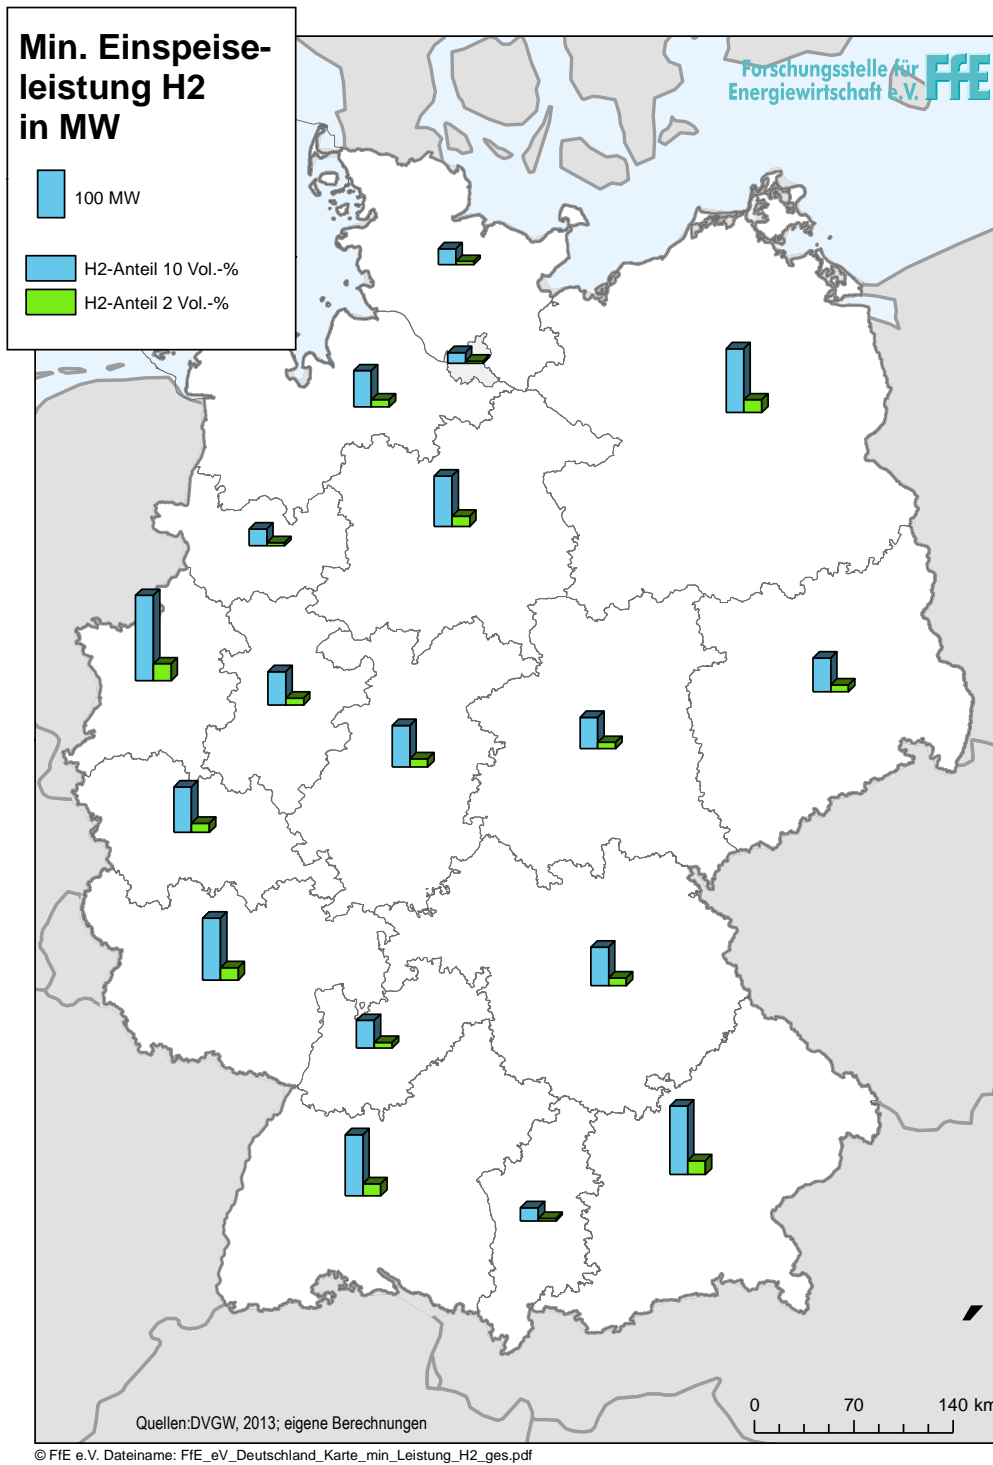 Min. Einspeise-
leistung H2
in MW
100 MW
H2-Anteil 10 Vol.-%
H2-Anteil 2 Vol.-%
Forschungsstelle für
Energiewirtschaft e.V.
FfE
0 70 140 km
Quellen:DVGW, 2013; eigene Berechnungen
© FfE e.V. Dateiname: FfE_eV_Deutschland_Karte_min_Leistung_H2_ges.pdf